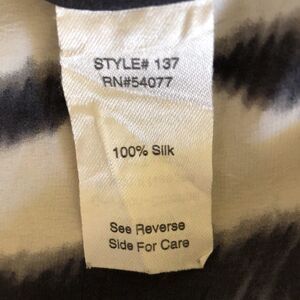 STYLE# 137
RN#54077
100% Silk
See Reverse
Side For Care